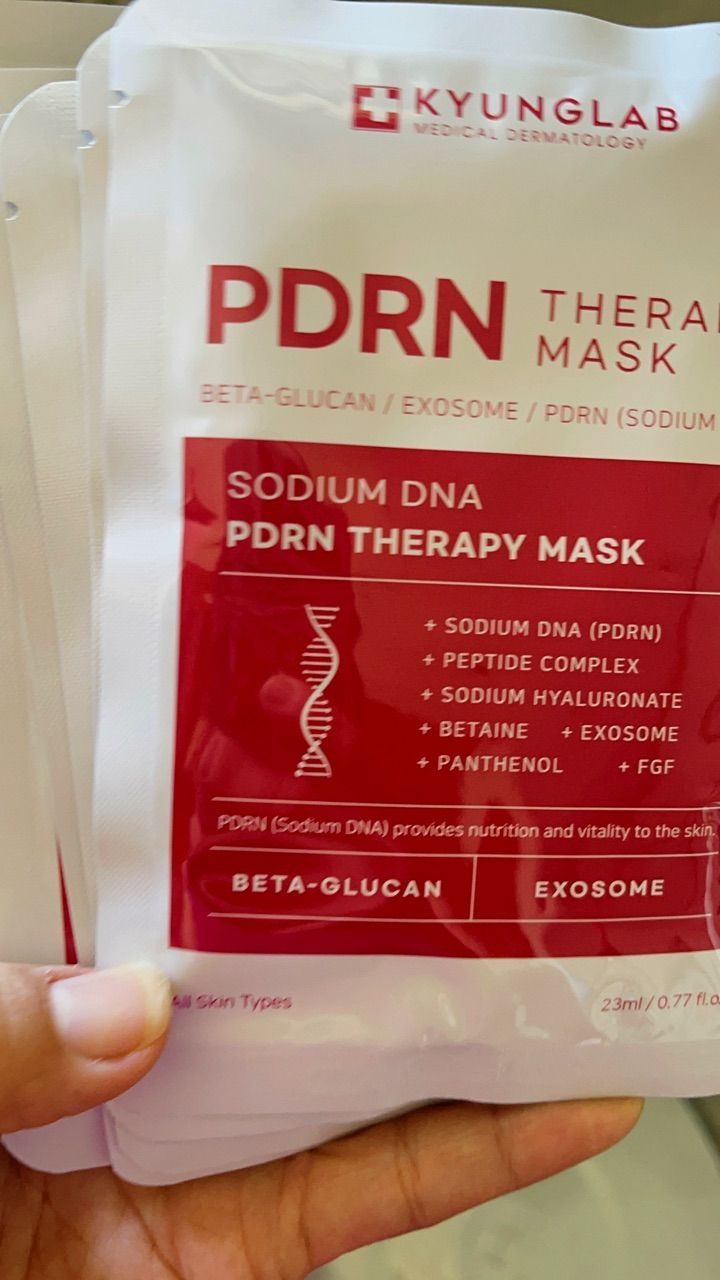 KYUNGLAB
MEDICAL DERMATOLOGY
PDRN THERA
MASK
BETA-GLUCAN / EXOSOME / PDRN (SODIUM
SODIUM DNA
PDRN THERAPY MASK
+ SODIUM DNA (PDRN)
+ PEPTIDE COMPLEX
+ SODIUM HYALURONATE
+ BETAINE + EXOSOME
+ PANTHENOL + FGF
PDRN (Sodium DNA) provides nutrition and vitality to the skin.
BETA-GLUCAN EXOSOME
All Skin Types 23ml / 0.77 fl.o